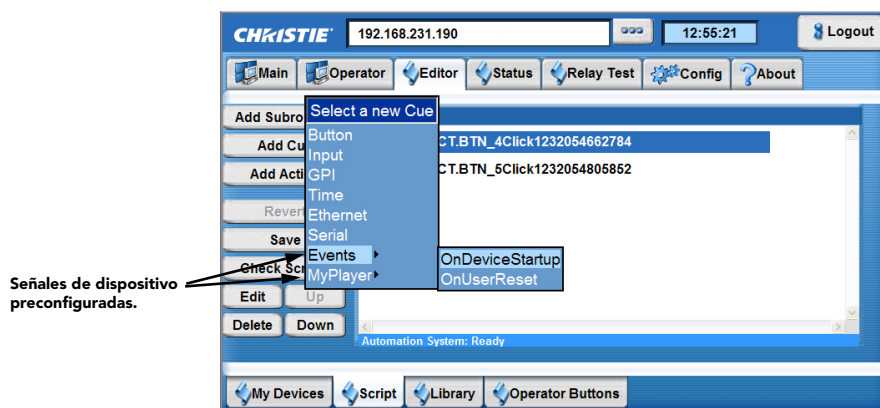 CHRISTIE 192.168.231.190 12:55:21 Logout
Main Operator Editor Status Relay Test Config About
Add Subro
Select a new Cue
Add Cu
Button
CT.BTN_4Click1232054662784
Input
Add Acti
GPI
CT.BTN_5Click1232054805852
Time
Revert
Ethernet
Save
Serial
Events
OnDeviceStartup
Check Scr
MyPlayer
OnUserReset
Señales de dispositivo
preconfiguradas.
Edit Up
Delete Down
Automation System: Ready
My Devices Script Library Operator Buttons